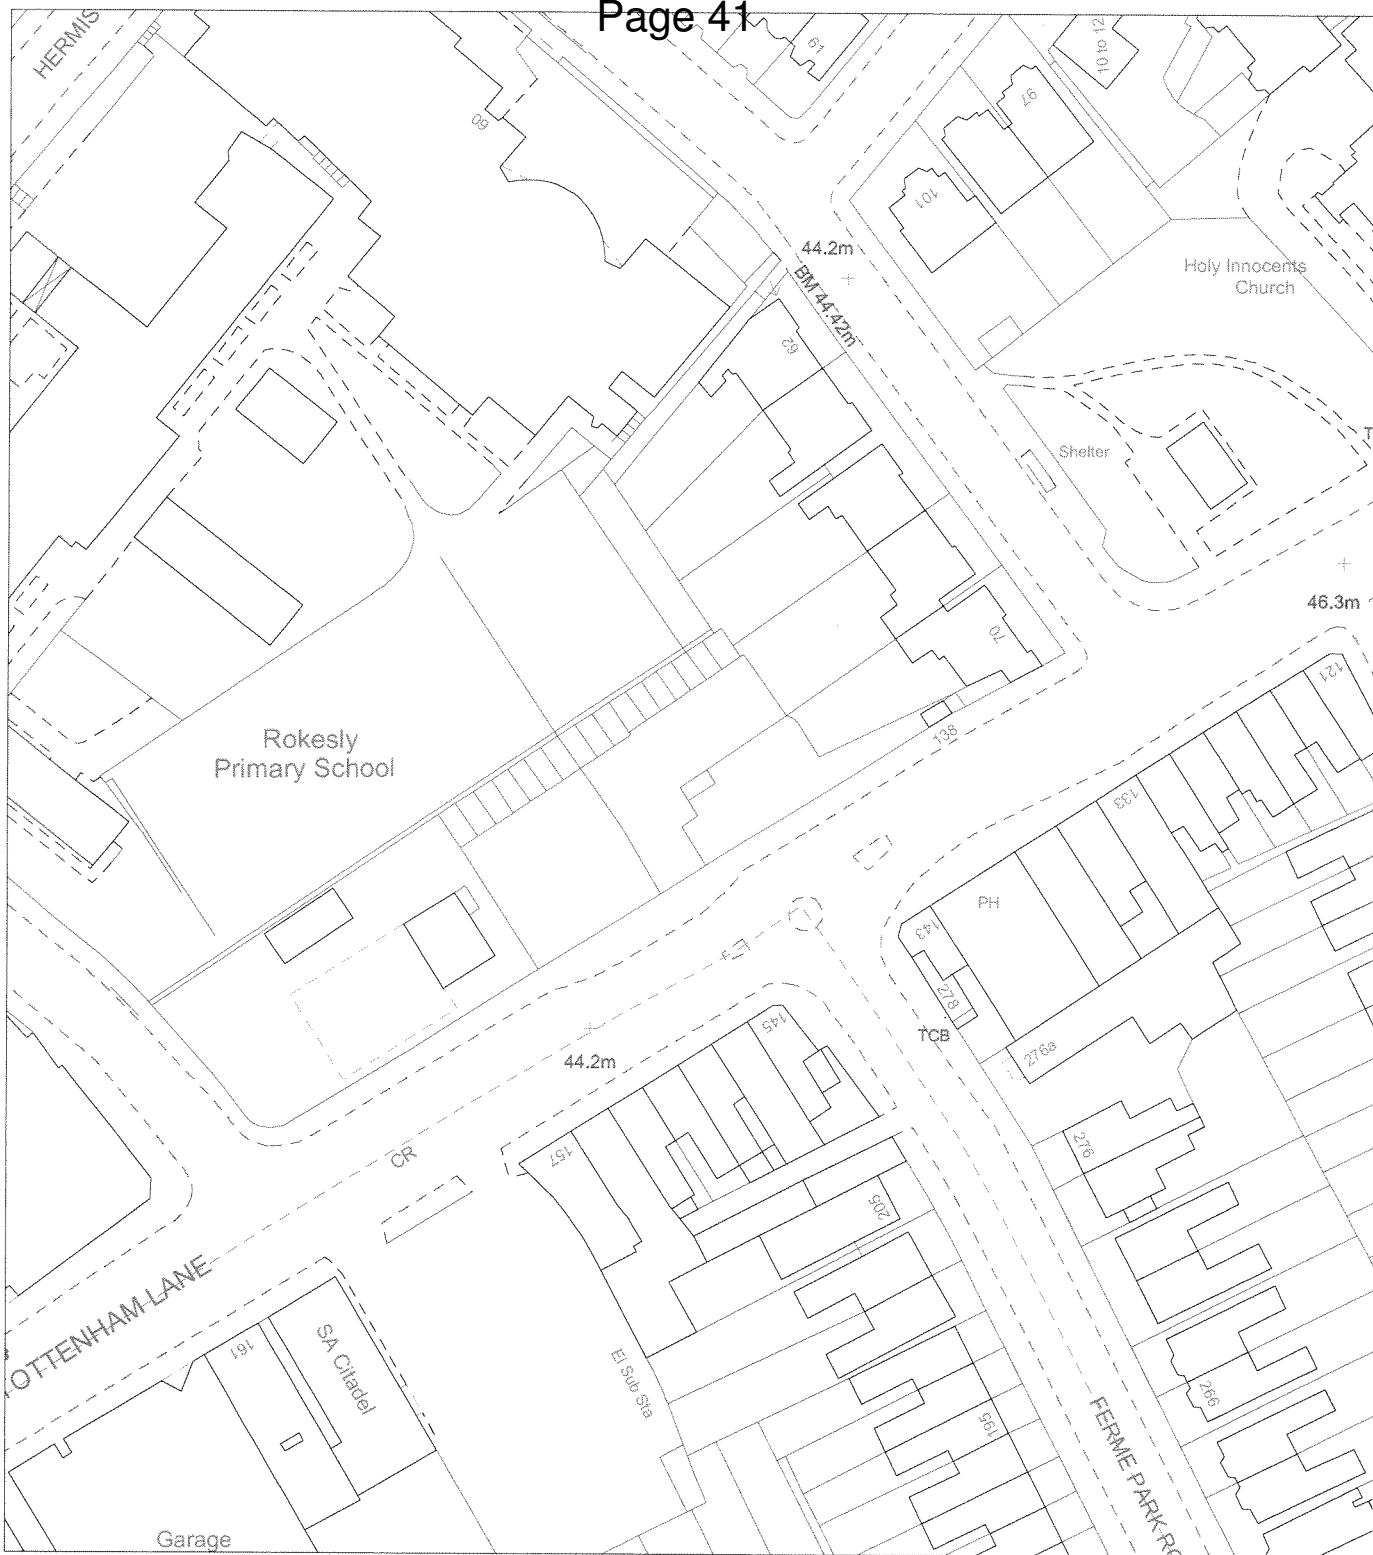 Page 41
HERMIS
60
61
10 to 12
97
101
44.2m
BM 44.42m
Holy Innocents
Church
62
Shelter
T
46.3m
70
121
Rokesly
Primary School
138
133
PH
143
278
TCB
276a
145
44.2m
276
CR
157
205
TOTTENHAM LANE
161
SA Citadel
El Sub Sta
266
195
FERME PARK RO
Garage